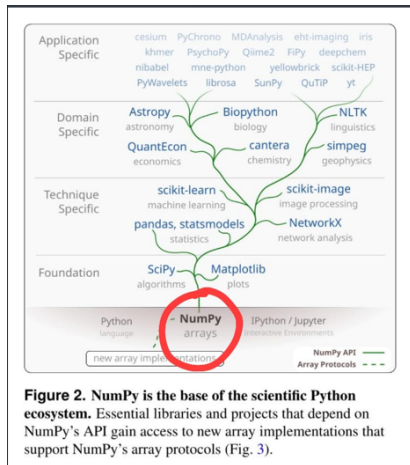 Application Specific
cesium PyChrono MDAnalysis eht-imaging iris
khmer PsychoPy Qiime2 FiPy deepchem
nibabel mne-python yellowbrick scikit-HEP
PyWavelets librosa SunPy QuTiP yt
Domain Specific
Astropy Biopython NLTK
astronomy biology linguistics
QuantEcon cantera simpeg
economics chemistry geophysics
Technique Specific
scikit-learn scikit-image
machine learning image processing
pandas, statsmodels NetworkX
statistics network analysis
Foundation
SciPy Matplotlib
algorithms plots
Python NumPy IPython / Jupyter
language arrays Interactive Environments
new array implementations
NumPy API
Array Protocols
Figure 2. NumPy is the base of the scientific Python
ecosystem. Essential libraries and projects that depend on
NumPy's API gain access to new array implementations that
support NumPy's array protocols (Fig. 3).